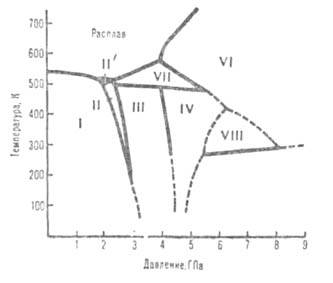 Расплав
700
600
500
400
300
200
100
Температура, К
I
II
II'
III
IV
VI
VII
VIII
1 2 3 4 5 6 7 8 9
Давление, ГПа